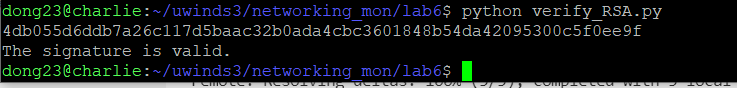 dong23@charlie:~/uwinds3/networking_mon/lab6$ python verify_RSA.py
4db055d6ddb7a26c117d5baac32b0ada4cbc3601848b54da42095300c5f0ee9f
The signature is valid.
dong23@charlie:~/uwinds3/networking_mon/lab6$